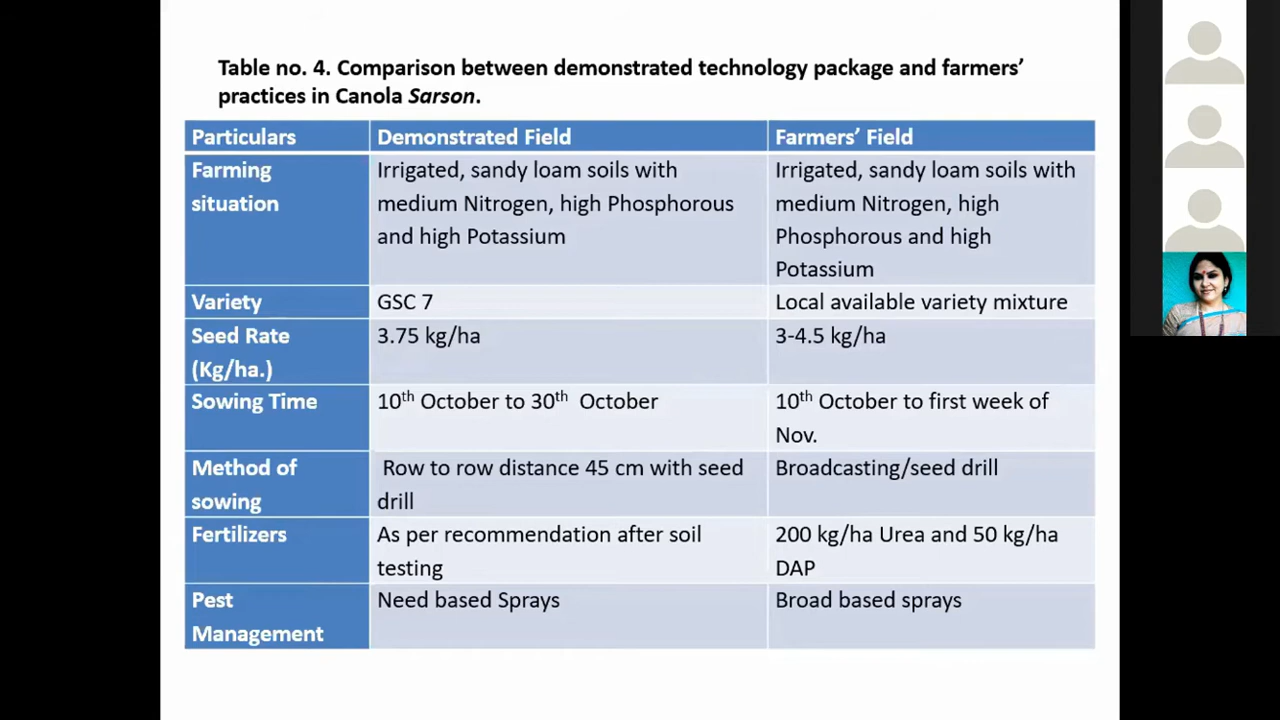 Table no. 4. Comparison between demonstrated technology package and farmers’
practices in Canola Sarson.
Particulars
Demonstrated Field
Farmers’ Field
Farming
situation
Irrigated, sandy loam soils with
medium Nitrogen, high Phosphorous
and high Potassium
Irrigated, sandy loam soils with
medium Nitrogen, high
Phosphorous and high
Potassium
Variety
GSC 7
Local available variety mixture
Seed Rate
(Kg/ha.)
3.75 kg/ha
3-4.5 kg/ha
Sowing Time
10th October to 30th October
10th October to first week of
Nov.
Method of
sowing
Row to row distance 45 cm with seed
drill
Broadcasting/seed drill
Fertilizers
As per recommendation after soil
testing
200 kg/ha Urea and 50 kg/ha
DAP
Pest
Management
Need based Sprays
Broad based sprays